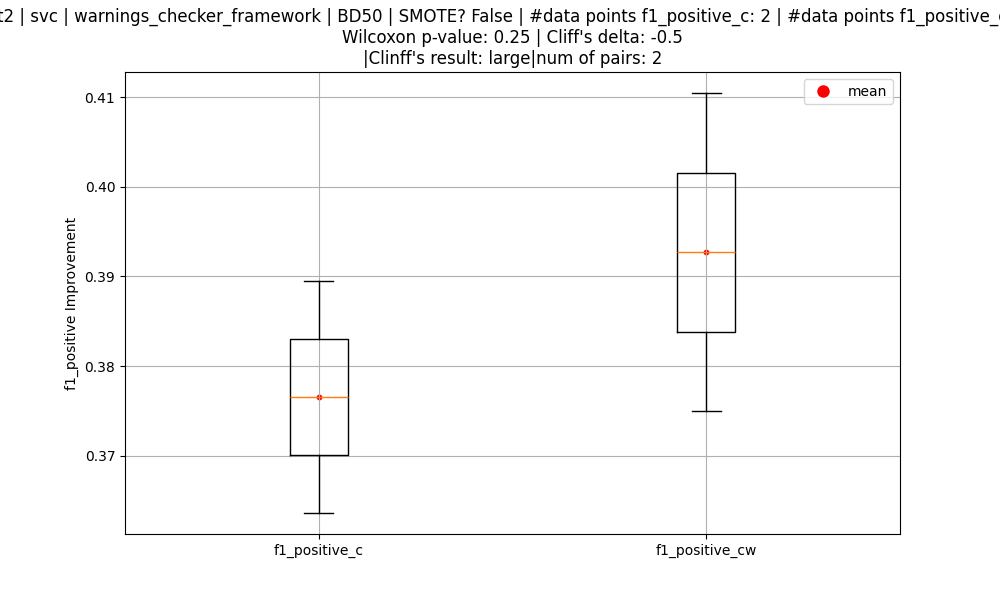 t2 | svc | warnings_checker_framework | BD50 | SMOTE? False | #data points f1_positive_c: 2 | #data points f1_positive_c
Wilcoxon p-value: 0.25 | Cliff's delta: -0.5
|Clinff's result: large|num of pairs: 2
mean
0.41
0.40
0.39
0.38
0.37
f1_positive Improvement
f1_positive_c
f1_positive_cw